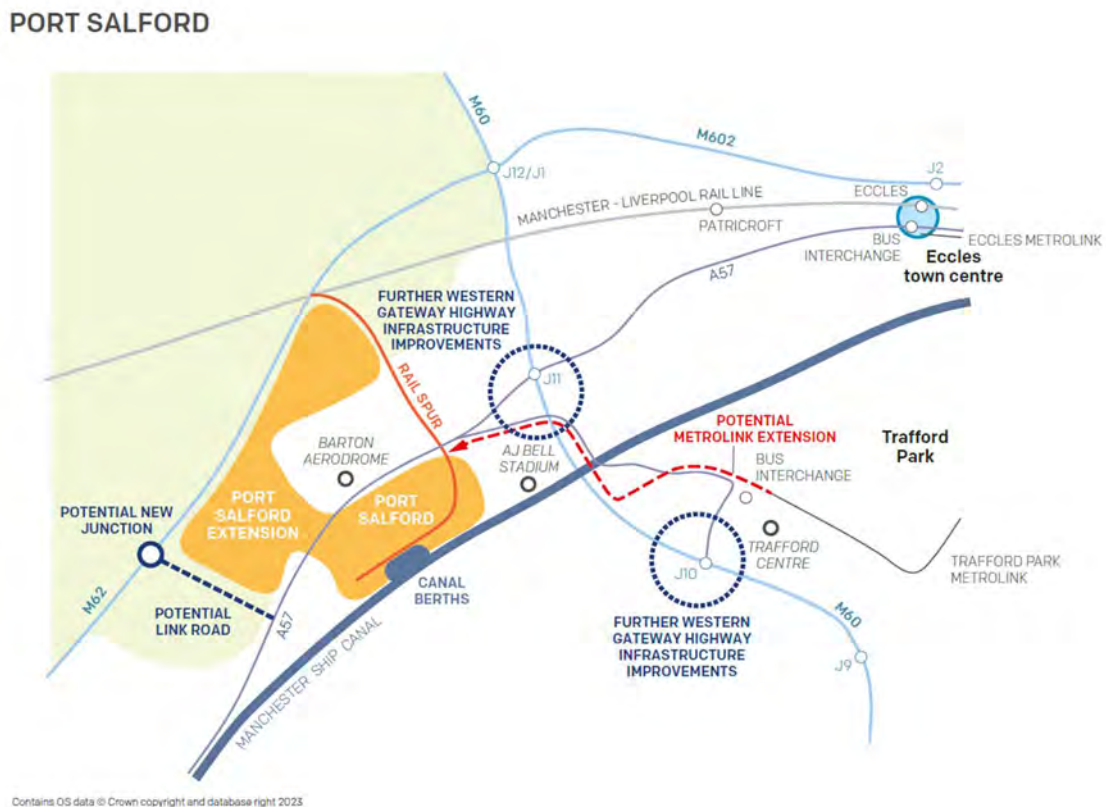 PORT SALFORD
M60
M602
J12/J1
J2
MANCHESTER - LIVERPOOL RAIL LINE
ECCLES
PATRICROFT
BUS
INTERCHANGE
ECCLES METROLINK
Eccles
town centre
A57
FURTHER WESTERN
GATEWAY HIGHWAY
INFRASTRUCTURE
IMPROVEMENTS
J11
RAIL SPUR
BARTON
AERODROME
AJ BELL
STADIUM
POTENTIAL
METROLINK EXTENSION
BUS
INTERCHANGE
Trafford
Park
PORT
SALFORD
EXTENSION
PORT
SALFORD
POTENTIAL NEW
JUNCTION
TRAFFORD
CENTRE
J10
TRAFFORD PARK
METROLINK
CANAL
BERTHS
M62
POTENTIAL
LINK ROAD
A57
MANCHESTER SHIP CANAL
FURTHER WESTERN
GATEWAY HIGHWAY
INFRASTRUCTURE
IMPROVEMENTS
M60
J9
Contains OS data © Crown copyright and database right 2023